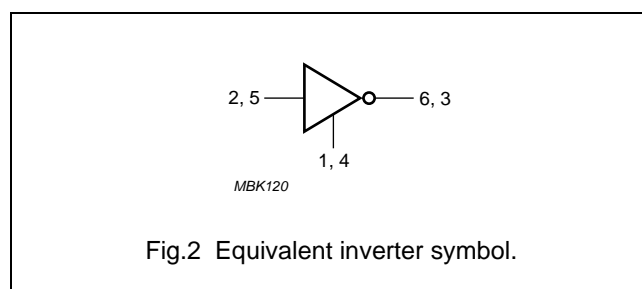 2, 5
6, 3
1, 4
MBK120
Fig.2 Equivalent inverter symbol.